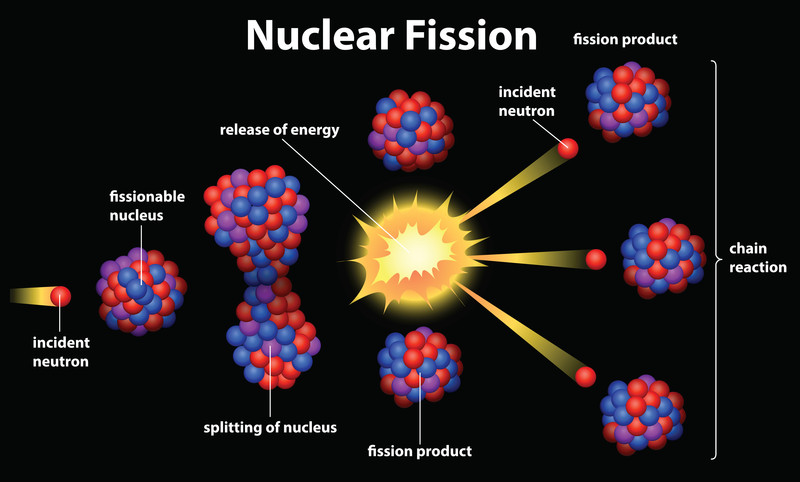 Nuclear Fission
fission product
incident
neutron
release of energy
fissionable
nucleus
chain
reaction
incident
neutron
splitting of nucleus
fission product